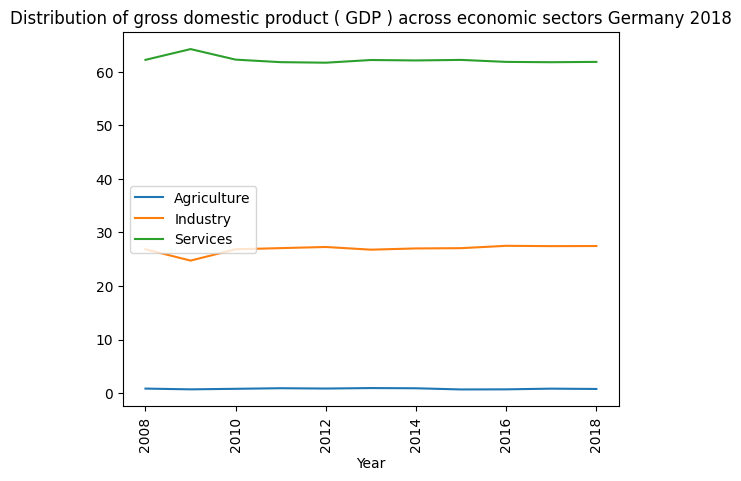 Distribution of gross domestic product ( GDP ) across economic sectors Germany 2018
60
50
40
30
20
10
0
Agriculture
Industry
Services
2008
2010
2012
2014
2016
2018
Year